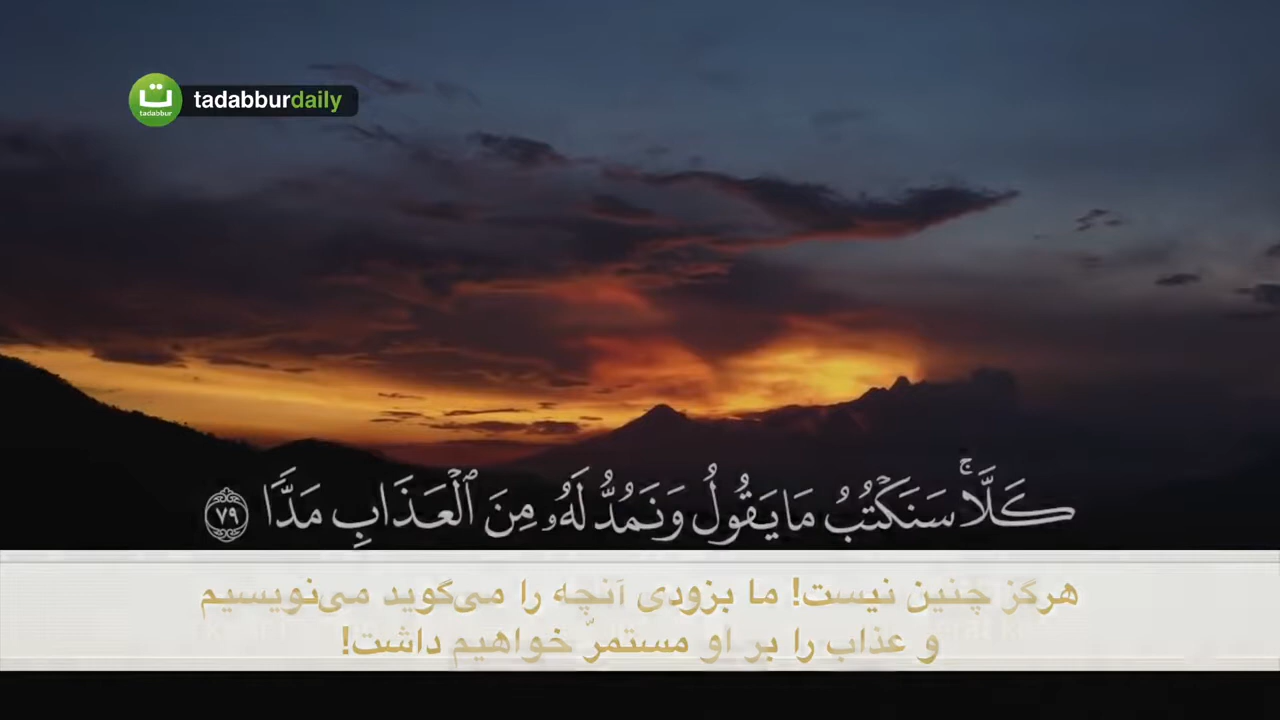 ت tadabburdaily
tadabbur
كَلَّا ۚ سَنَكْتُبُ مَا يَقُولُ وَنَمُدُّ لَهُۥ مِنَ ٱلْعَذَابِ مَدًّا ٧٩
هرگز چنین نیست! ما بزودی آنچه را می‌گوید می‌نویسیم
و عذاب را بر او مستمرّ خواهیم داشت!